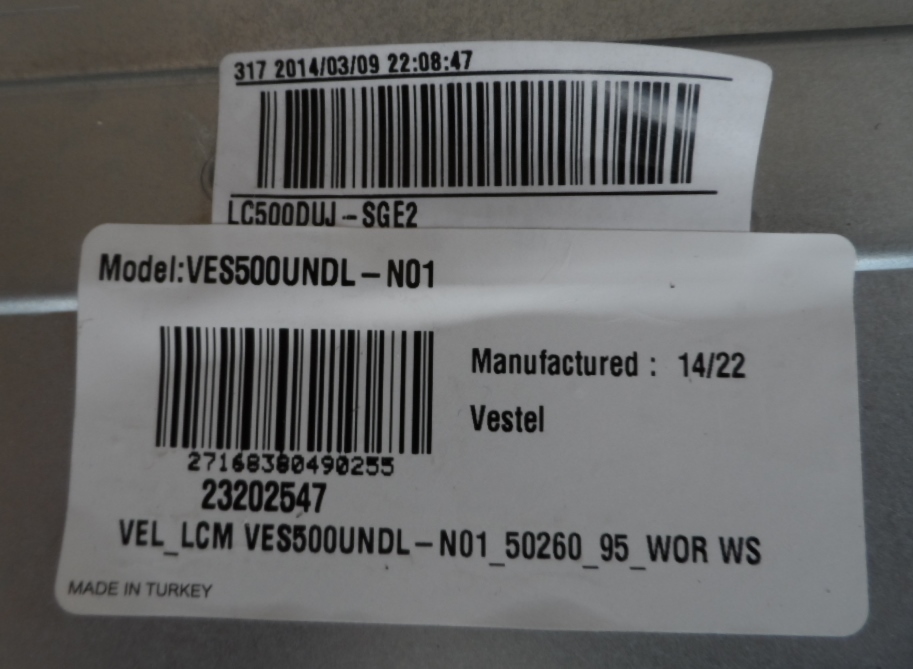 317 2014/03/09 22:08:47
LC500DUJ-SGE2
Model:VES500UNDL-N01
Manufactured : 14/22
Vestel
27168380490255
23202547
VEL_LCM VES500UNDL-N01_50260_95_WOR WS
MADE IN TURKEY